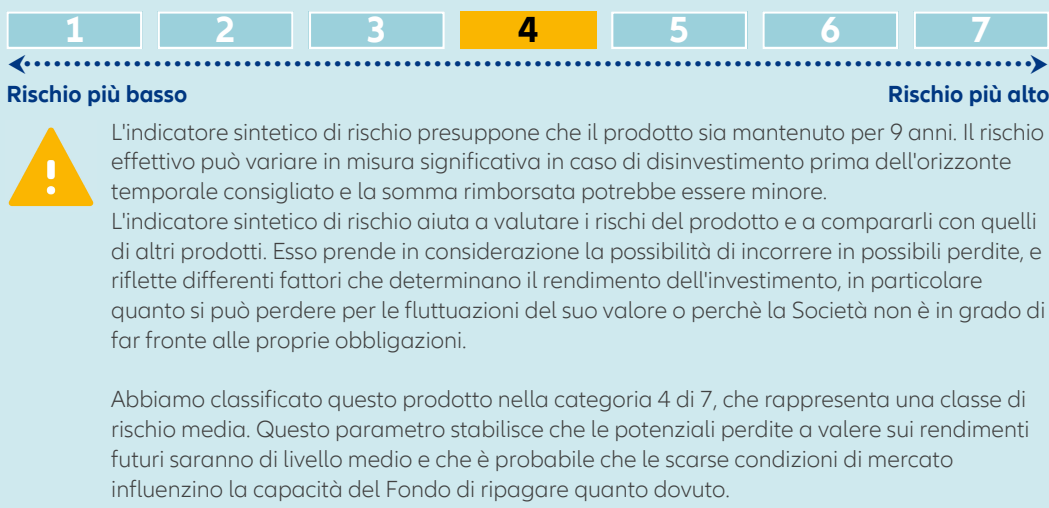 1 2 3 4 5 6 7
Rischio più basso Rischio più alto
L'indicatore sintetico di rischio presuppone che il prodotto sia mantenuto per 9 anni. Il rischio
effettivo può variare in misura significativa in caso di disinvestimento prima dell'orizzonte
temporale consigliato e la somma rimborsata potrebbe essere minore.
L'indicatore sintetico di rischio aiuta a valutare i rischi del prodotto e a compararli con quelli
di altri prodotti. Esso prende in considerazione la possibilità di incorrere in possibili perdite, e
riflette differenti fattori che determinano il rendimento dell'investimento, in particolare
quanto si può perdere per le fluttuazioni del suo valore o perchè la Società non è in grado di
far fronte alle proprie obbligazioni.
Abbiamo classificato questo prodotto nella categoria 4 di 7, che rappresenta una classe di
rischio media. Questo parametro stabilisce che le potenziali perdite a valere sui rendimenti
futuri saranno di livello medio e che è probabile che le scarse condizioni di mercato
influenzino la capacità del Fondo di ripagare quanto dovuto.